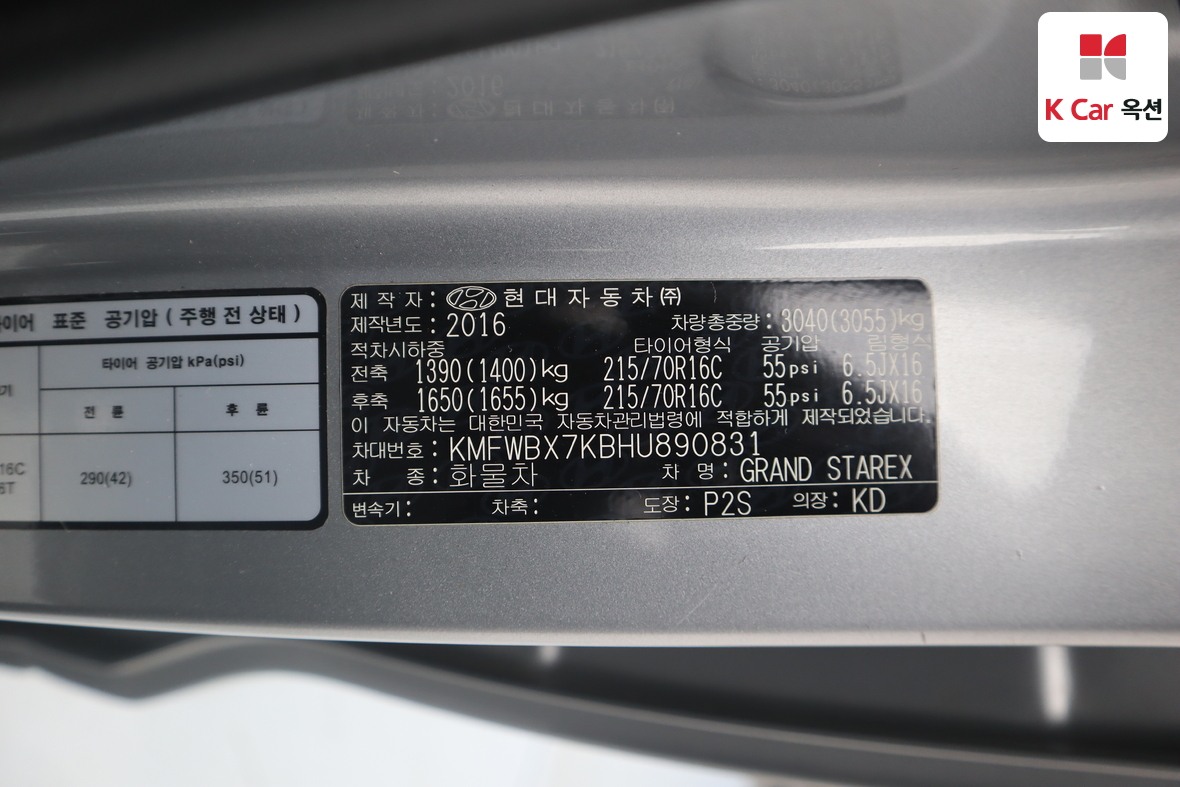 K Car 옥션
타이어 표준 공기압 ( 주행 전 상태 )
타이어 공기압 kPa(psi)
전 륜 후 륜
16C
290(42) 350(51)
제 작 자 : 현 대 자 동 차 ㈜
제작년도 : 2016 차량총중량 : 3040(3055)kg
적차시하중 타이어형식 공기압 림형식
전축 1390(1400)kg 215/70R16C 55psi 6.5JX16
후축 1650(1655)kg 215/70R16C 55psi 6.5JX16
이 자동차는 대한민국 자동차관리법령에 적합하게 제작되었습니다.
차대번호 : KMFWBX7KBHU890831
차 종 : 화물차 차 명 : GRAND STAREX
변속기 : 차축 : 도장 : P2S 의장 : KD